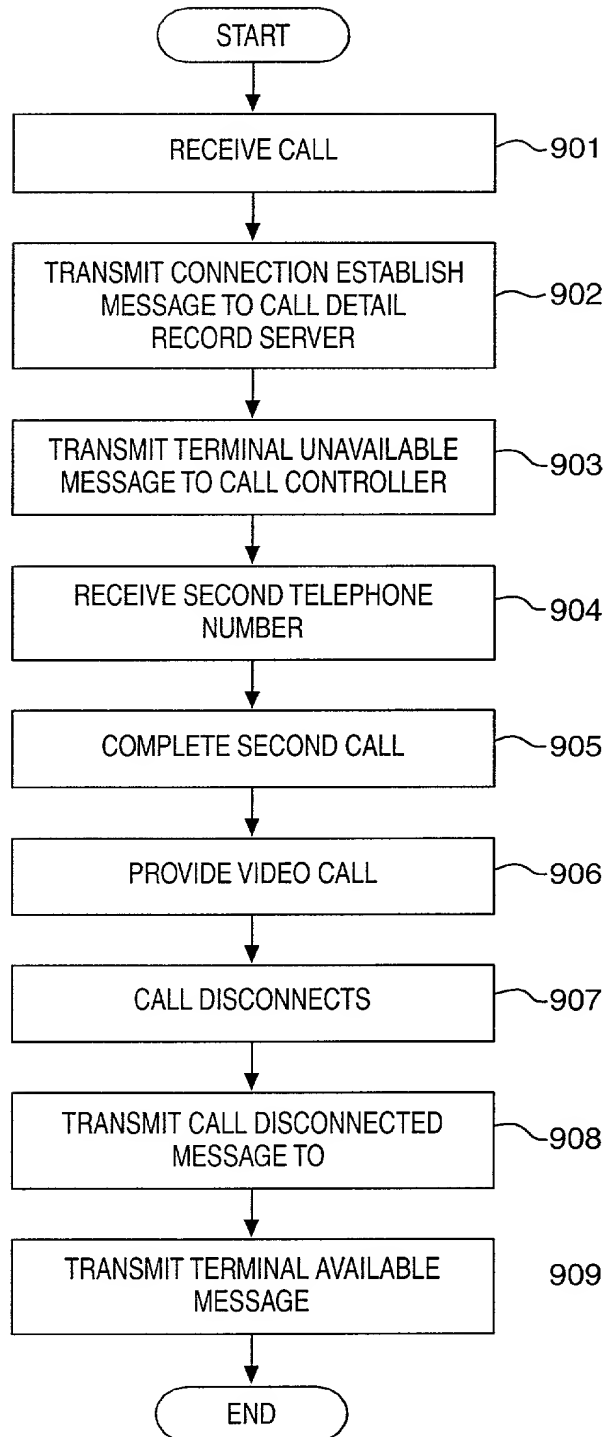 START
RECEIVE CALL
901
TRANSMIT CONNECTION ESTABLISH
MESSAGE TO CALL DETAIL
RECORD SERVER
902
TRANSMIT TERMINAL UNAVAILABLE
MESSAGE TO CALL CONTROLLER
903
RECEIVE SECOND TELEPHONE
NUMBER
904
COMPLETE SECOND CALL
905
PROVIDE VIDEO CALL
906
CALL DISCONNECTS
907
TRANSMIT CALL DISCONNECTED
MESSAGE TO
908
TRANSMIT TERMINAL AVAILABLE
MESSAGE
909
END